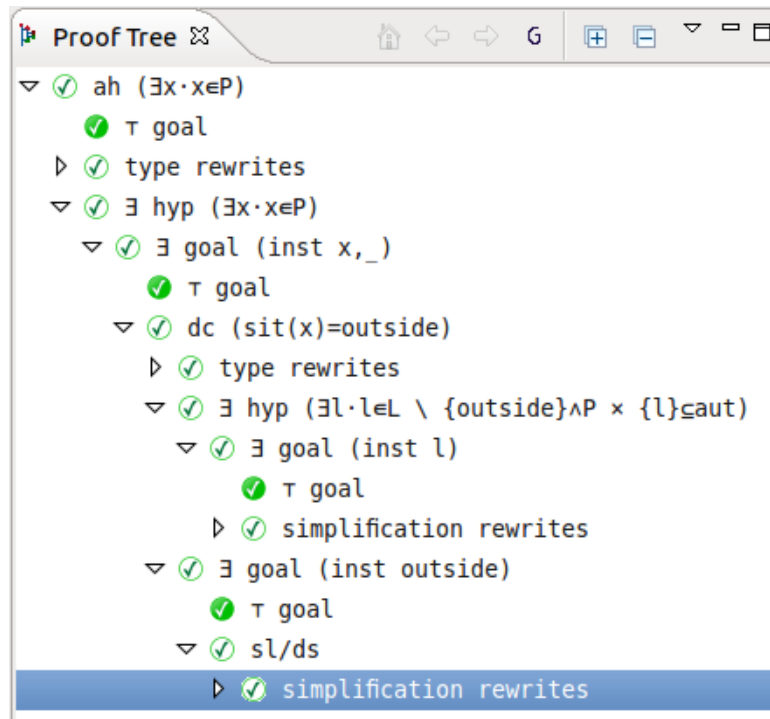 Proof Tree
G
ah (∃x·x∈P)
⊤ goal
type rewrites
∃ hyp (∃x·x∈P)
∃ goal (inst x,_)
⊤ goal
dc (sit(x)=outside)
type rewrites
∃ hyp (∃l·l∈L \ {outside}∧P × {l}⊆aut)
∃ goal (inst l)
⊤ goal
simplification rewrites
∃ goal (inst outside)
⊤ goal
sl/ds
simplification rewrites